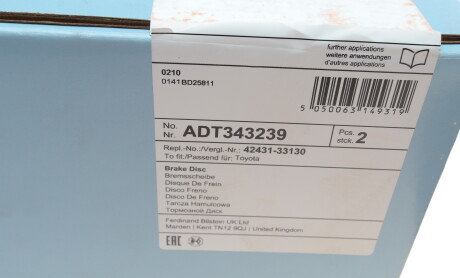 further applications
weitere anwendungen
d'autres applications
0210
0141BD25811
5 050063 149319
No.
Nr. ADT343239
Pcs.
stck. 2
Repl.-No.:/Vergl.-Nr.: 42431-33130
To fit:/Passend für: Toyota
Brake Disc
Bremsscheibe
Disque De Frein
Disco Freno
Disco De Freno
Tarcza Hamulcowa
Тормозной Диск
Ferdinand Bilstein UK Ltd
Marden | Kent TN12 9QJ | United Kingdom
EAC